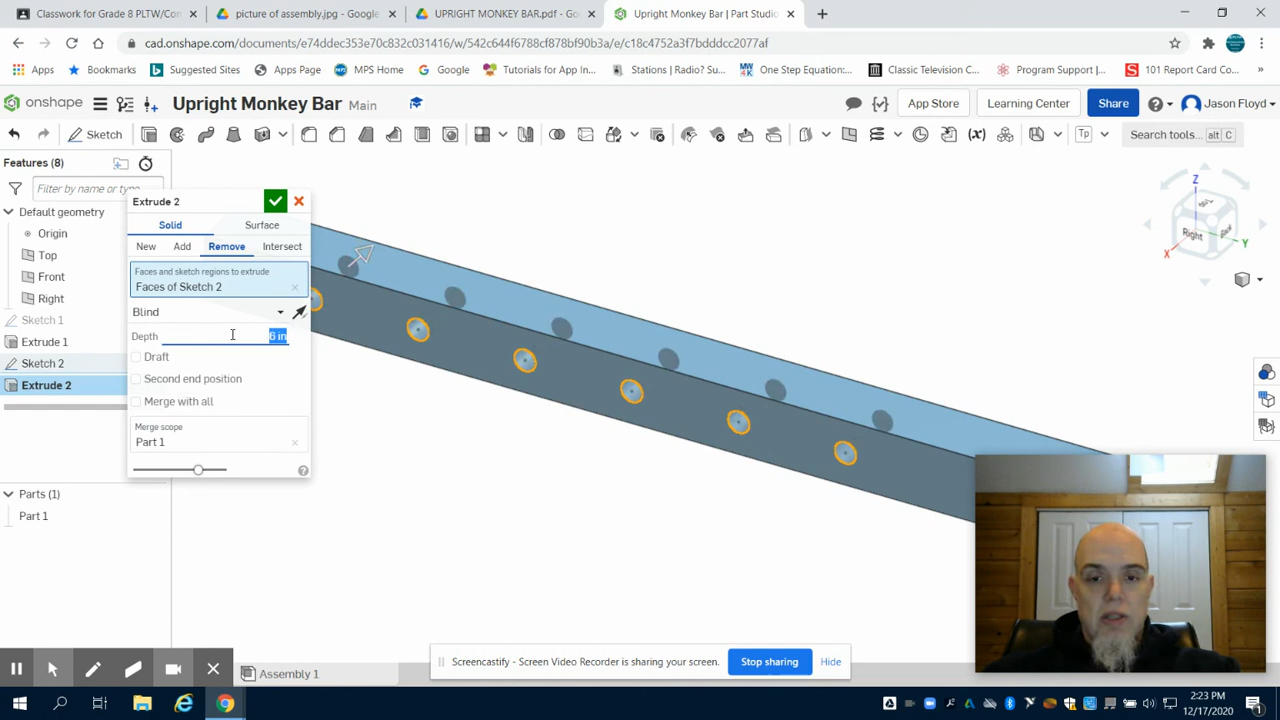 Classwork for Grade 8 PLTW/Con
picture of assembly.jpg - Google
UPRIGHT MONKEY BAR.pdf - Goo
Upright Monkey Bar | Part Studio
cad.onshape.com/documents/e74ddec353e70c832c031416/w/542c644f6788cf878bf90b3a/e/c18c4752a3f7bdddcc2077af
Apps
Bookmarks
Suggested Sites
Apps Page
MPS Home
Google
Tutorials for App In...
Stations | Radio? Su...
One Step Equation:...
Classic Television C...
Program Support |...
101 Report Card Co...
onshape
Upright Monkey Bar Main
App Store
Learning Center
Share
Jason Floyd
Sketch
Tp
Search tools...
alt C
Features (8)
Filter by name or type...
Default geometry
Origin
Top
Front
Right
Sketch 1
Extrude 1
Sketch 2
Extrude 2
Parts (1)
Part 1
Extrude 2
Solid Surface
New Add Remove Intersect
Faces and sketch regions to extrude
Faces of Sketch 2
Blind
Depth 6 in
Draft
Second end position
Merge with all
Merge scope
Part 1
Z
Right
Y
X
Assembly 1
Screencastify - Screen Video Recorder is sharing your screen.
Stop sharing
Hide
2:23 PM
12/17/2020
1